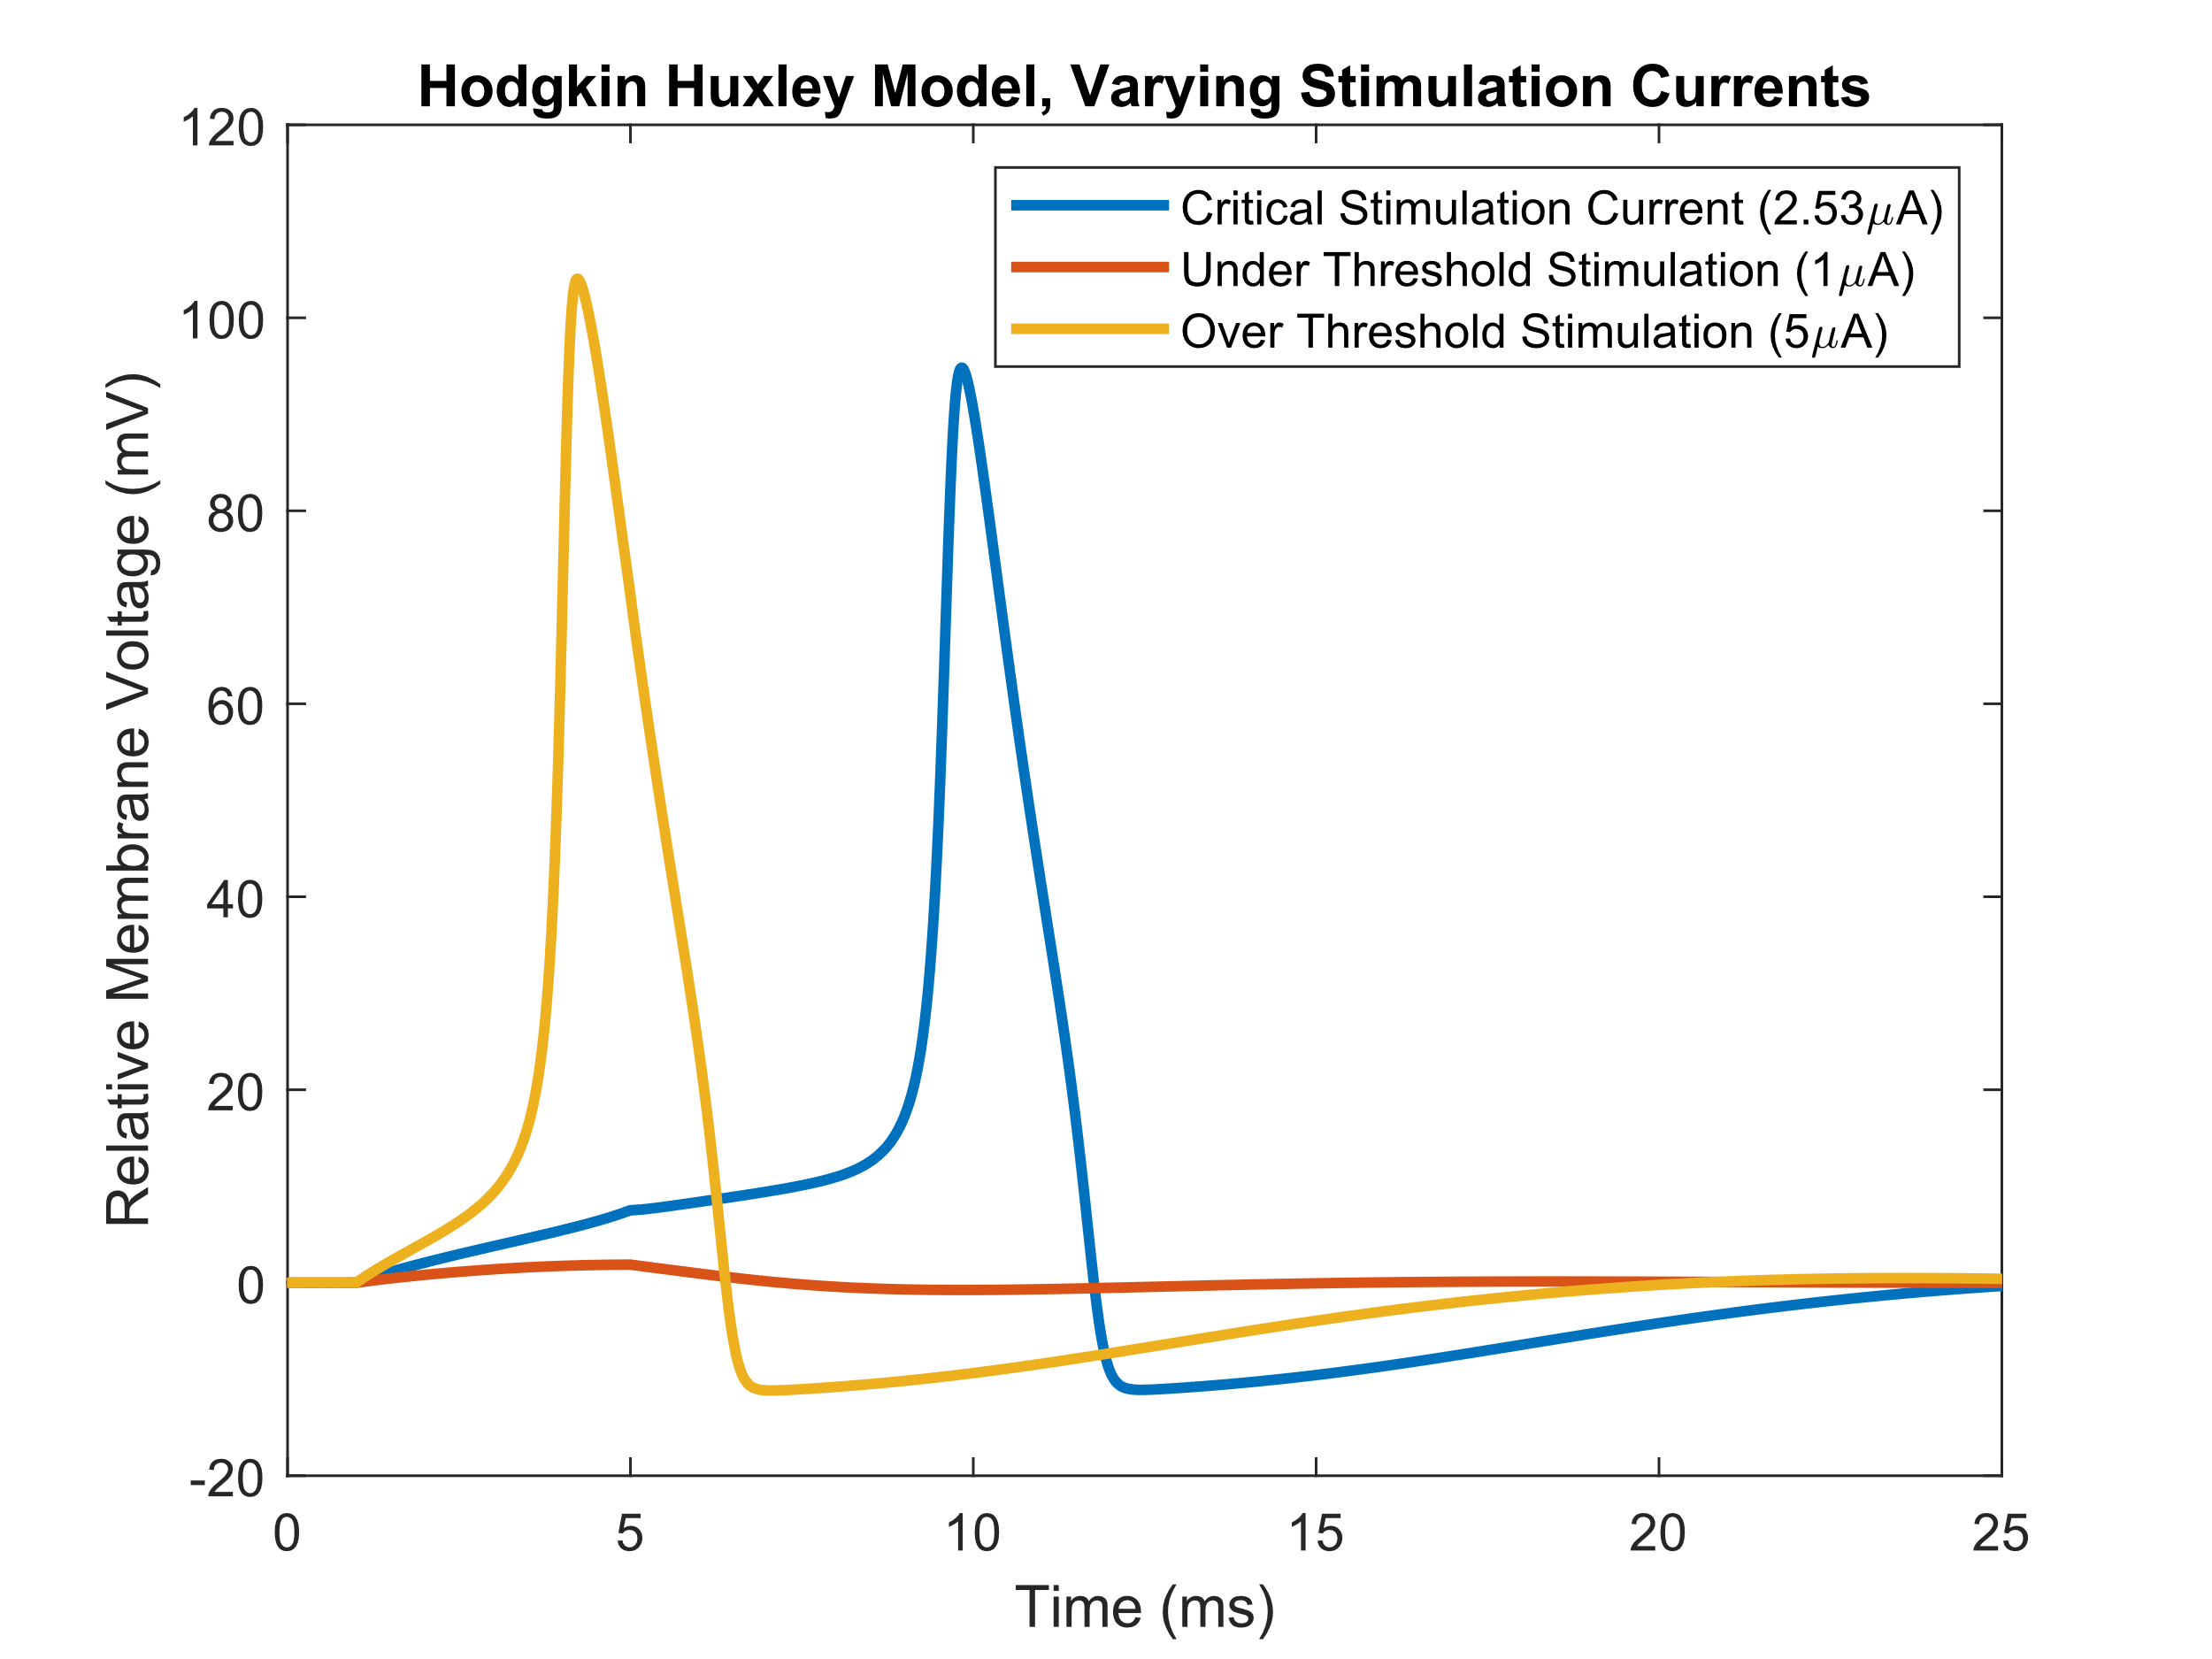 Hodgkin Huxley Model, Varying Stimulation Currents
120
100
80
60
40
20
0
-20
Relative Membrane Voltage (mV)
Critical Stimulation Current (2.53μA)
Under Threshold Stimulation (1μA)
Over Threshold Stimulation (5μA)
0 5 10 15 20 25
Time (ms)